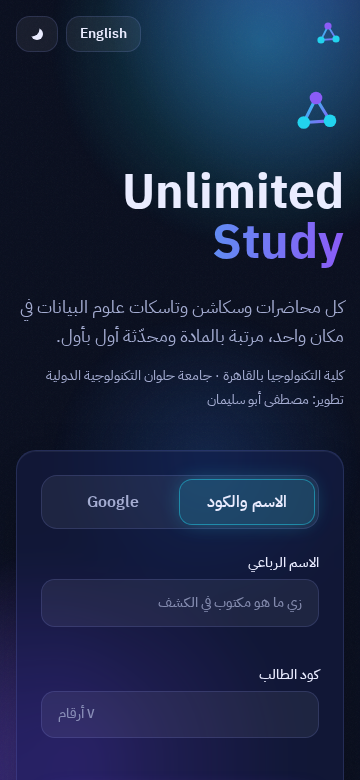 English
Unlimited
Study
كل محاضرات وسكاشن وتاسكات علوم البيانات في
مكان واحد، مرتبة بالمادة ومحدّثة أول بأول.
كلية التكنولوجيا بالقاهرة · جامعة حلوان التكنولوجية الدولية
تطوير: مصطفى أبو سليمان
الاسم والكود
Google
الاسم الرباعي
زي ما هو مكتوب في الكشف
كود الطالب
٧ أرقام